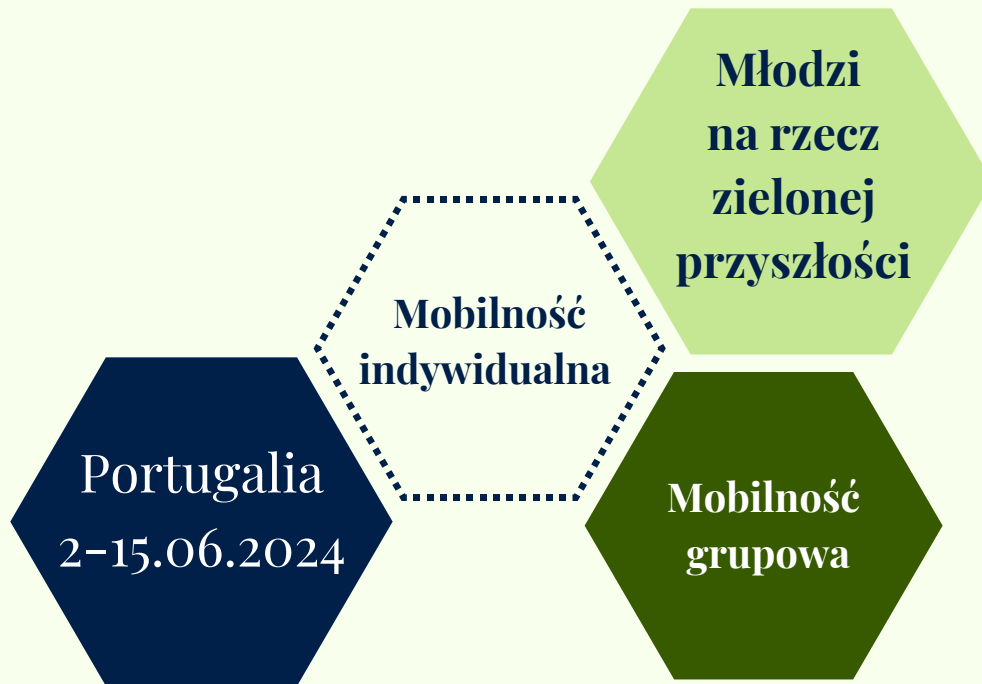 Młodzi
na rzecz
zielonej
przyszłości
Mobilność
indywidualna
Portugalia
2-15.06.2024
Mobilność
grupowa